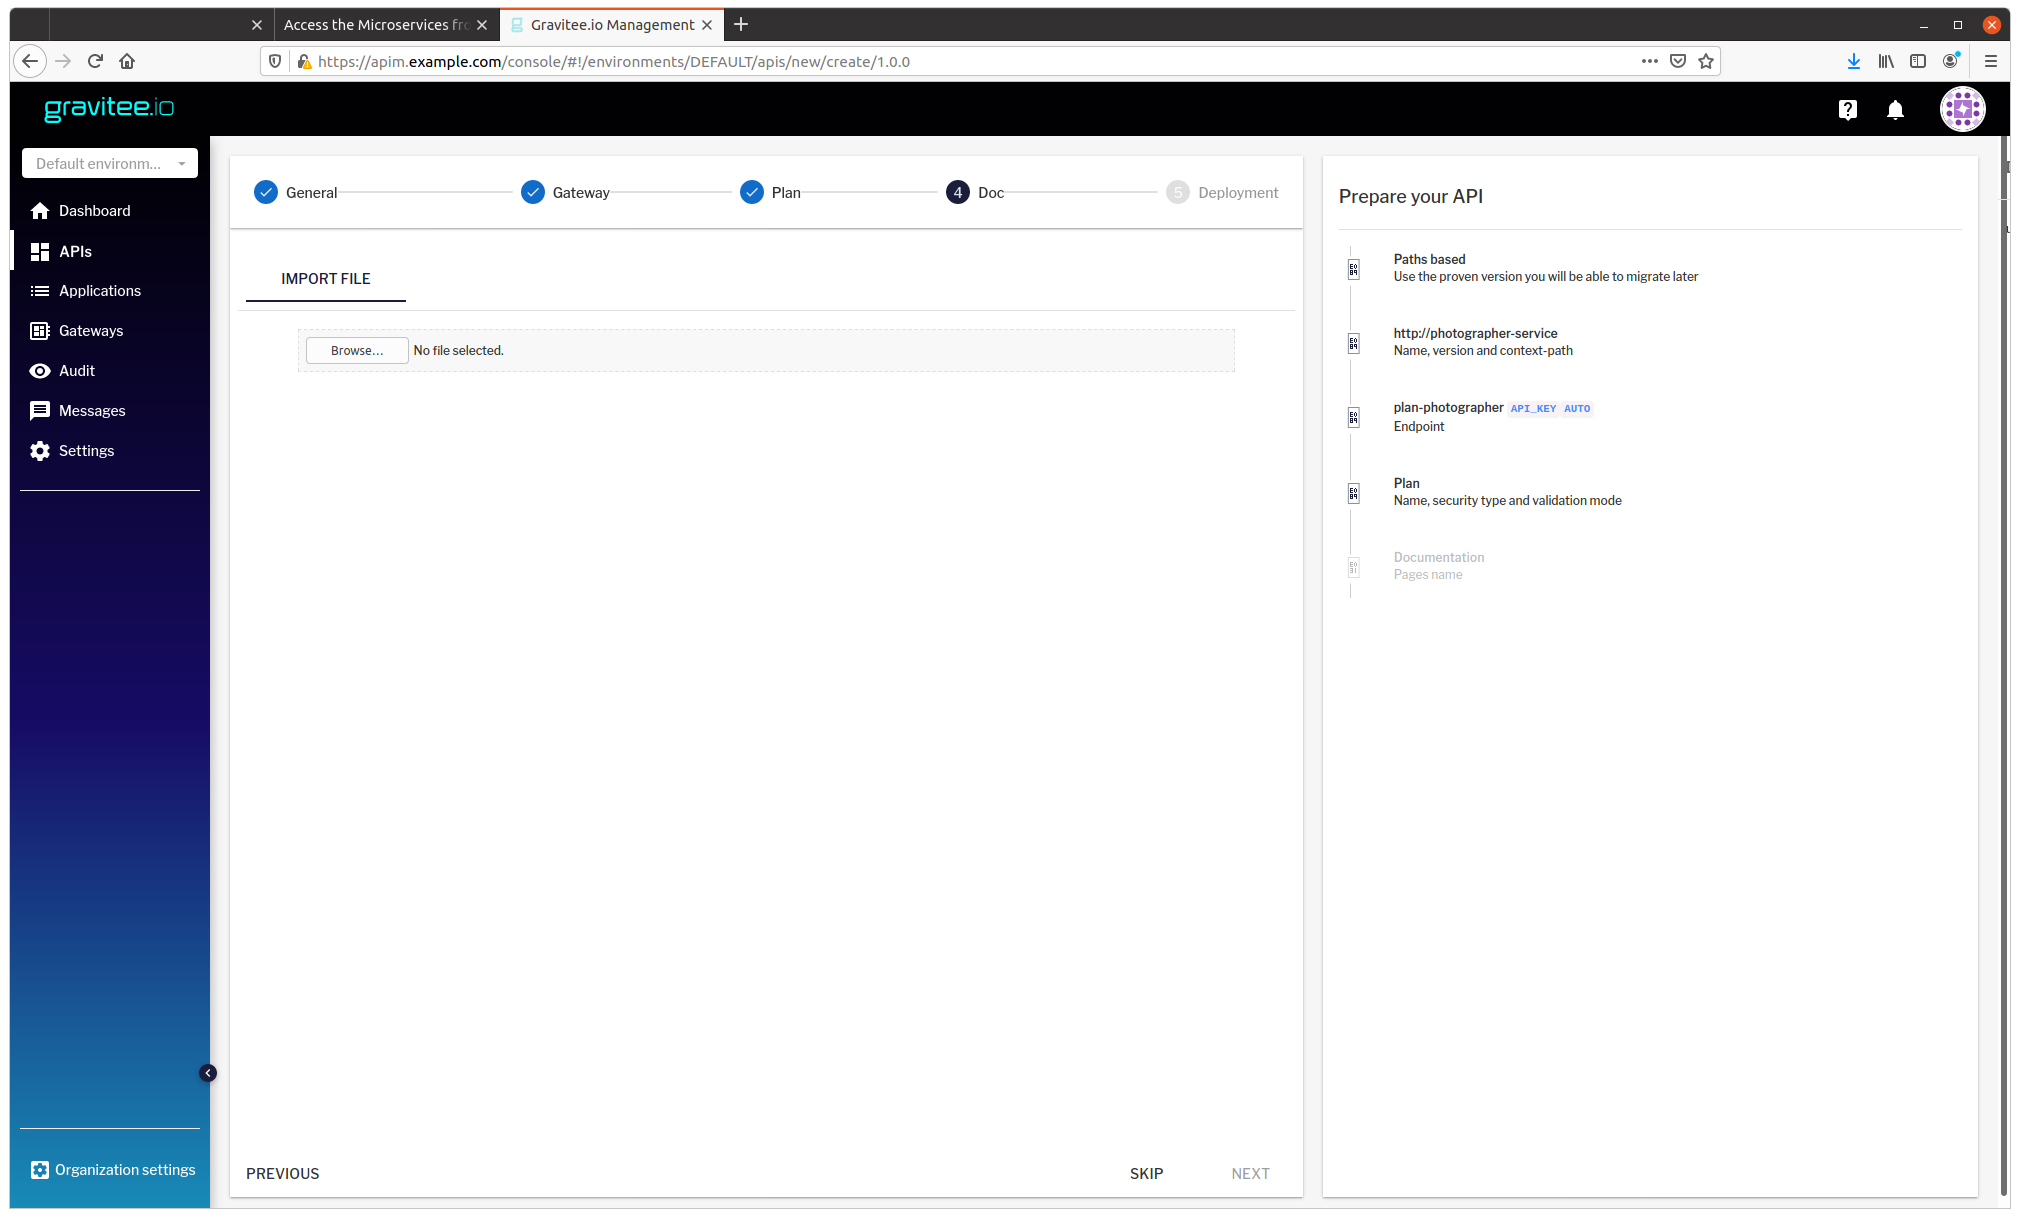 Access the Microservices fro
Gravitee.io Management
https://apim.example.com/console/#!/environments/DEFAULT/apis/new/create/1.0.0
gravitee.io
Default environm...
Dashboard
APIs
Applications
Gateways
Audit
Messages
Settings
Organization settings
General
Gateway
Plan
4 Doc
5 Deployment
IMPORT FILE
Browse... No file selected.
PREVIOUS
SKIP
NEXT
Prepare your API
Paths based
Use the proven version you will be able to migrate later
http://photographer-service
Name, version and context-path
plan-photographer API_KEY AUTO
Endpoint
Plan
Name, security type and validation mode
Documentation
Pages name